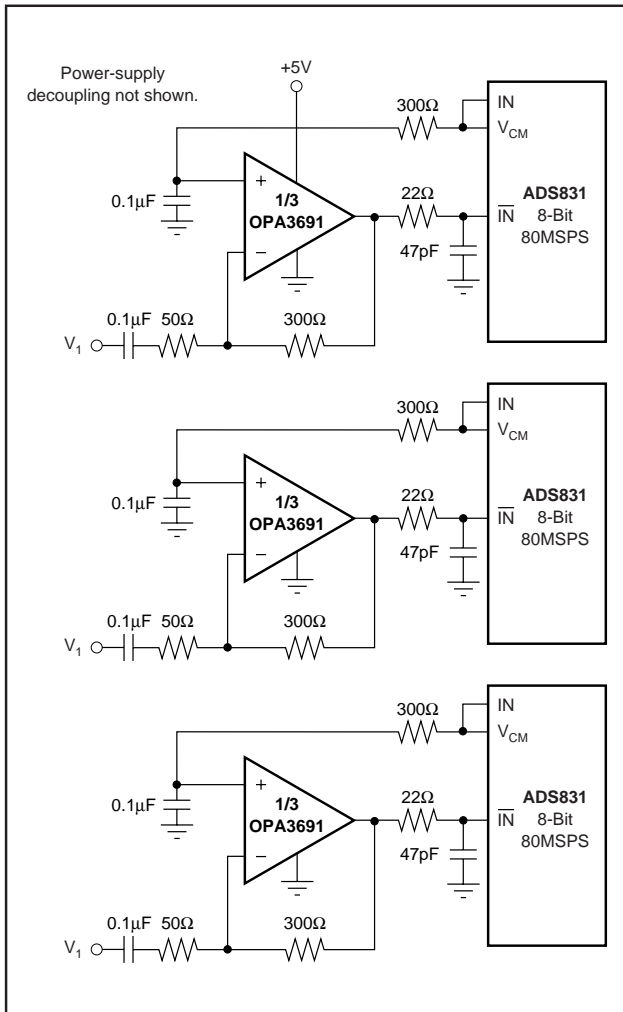 Power-supply
decoupling not shown.
+5V
300Ω
IN
V_CM
0.1µF
+
1/3
OPA3691
−
22Ω
47pF
I̅N̅
ADS831
8-Bit
80MSPS
V_1
0.1µF
50Ω
300Ω
300Ω
IN
V_CM
0.1µF
+
1/3
OPA3691
−
22Ω
47pF
I̅N̅
ADS831
8-Bit
80MSPS
V_1
0.1µF
50Ω
300Ω
300Ω
IN
V_CM
0.1µF
+
1/3
OPA3691
−
22Ω
47pF
I̅N̅
ADS831
8-Bit
80MSPS
V_1
0.1µF
50Ω
300Ω